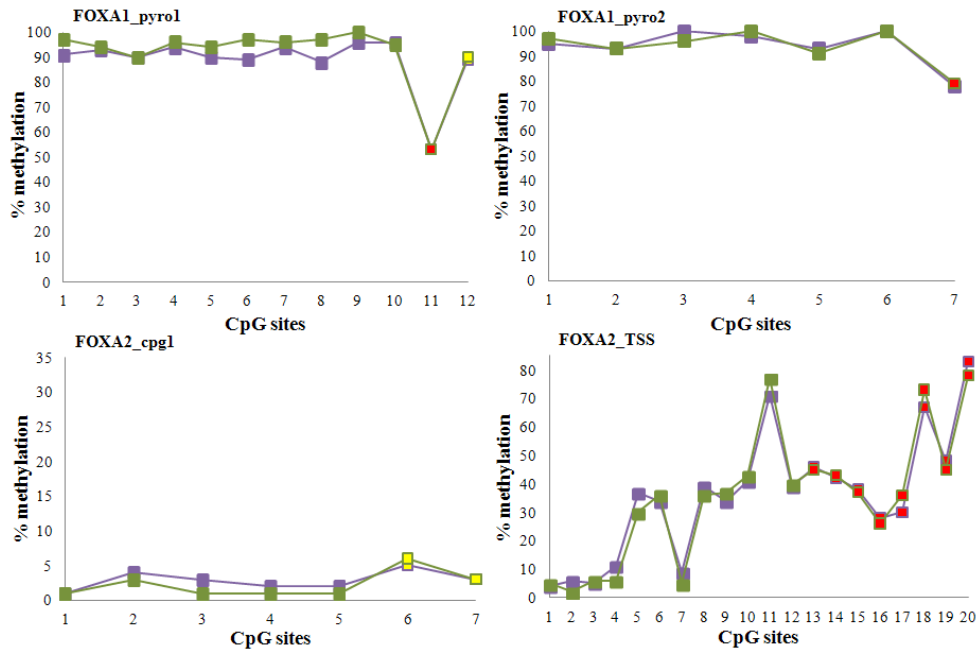 FOXA1_pyro1
% methylation
100
90
80
70
60
50
40
30
20
10
0
1 2 3 4 5 6 7 8 9 10 11 12
CpG sites
FOXA1_pyro2
% methylation
100
90
80
70
60
50
40
30
20
10
0
1 2 3 4 5 6 7
CpG sites
FOXA2_cpg1
% methylation
35
30
25
20
15
10
5
0
1 2 3 4 5 6 7
CpG sites
FOXA2_TSS
% methylation
80
70
60
50
40
30
20
10
0
1 2 3 4 5 6 7 8 9 10 11 12 13 14 15 16 17 18 19 20
CpG sites